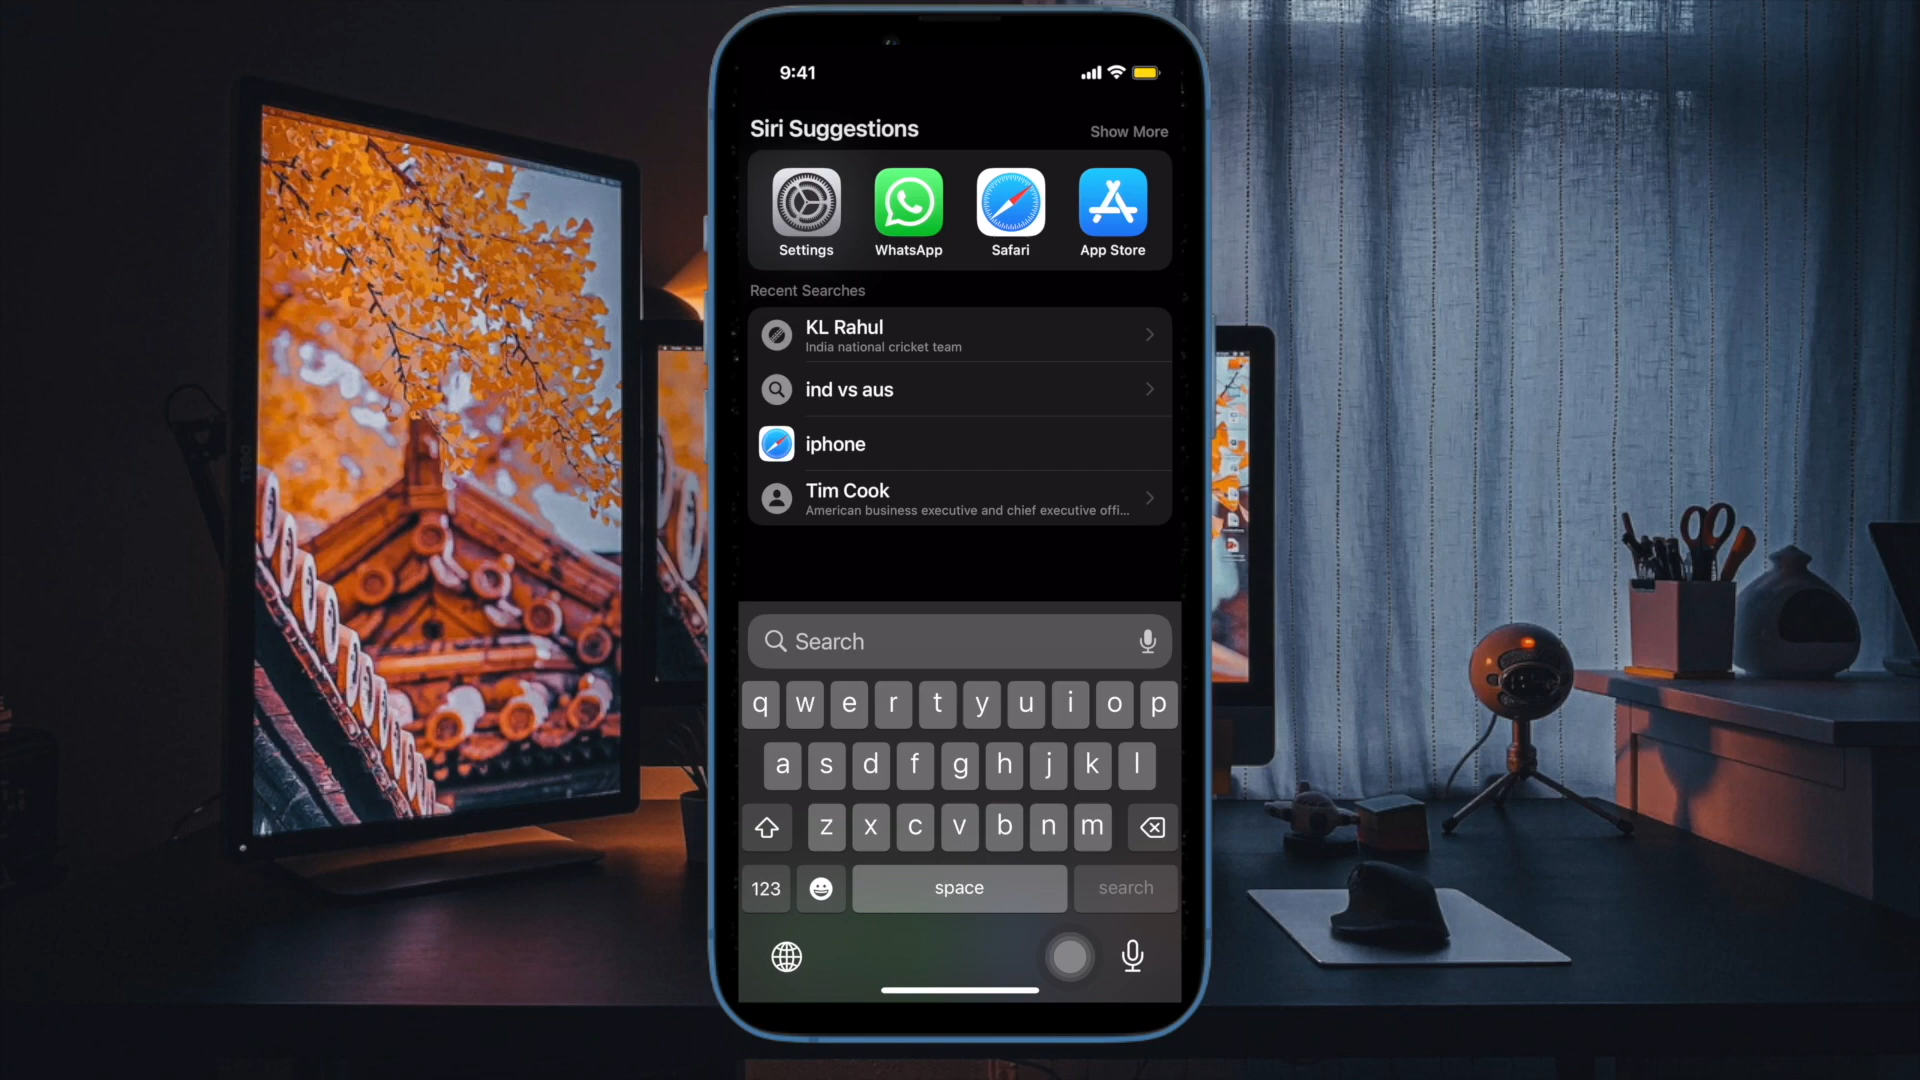 9:41
Siri Suggestions
Show More
Settings
WhatsApp
Safari
App Store
Recent Searches
KL Rahul
India national cricket team
ind vs aus
iphone
Tim Cook
American business executive and chief executive offi...
Search
q w e r t y u i o p
a s d f g h j k l
z x c v b n m
123
space
search